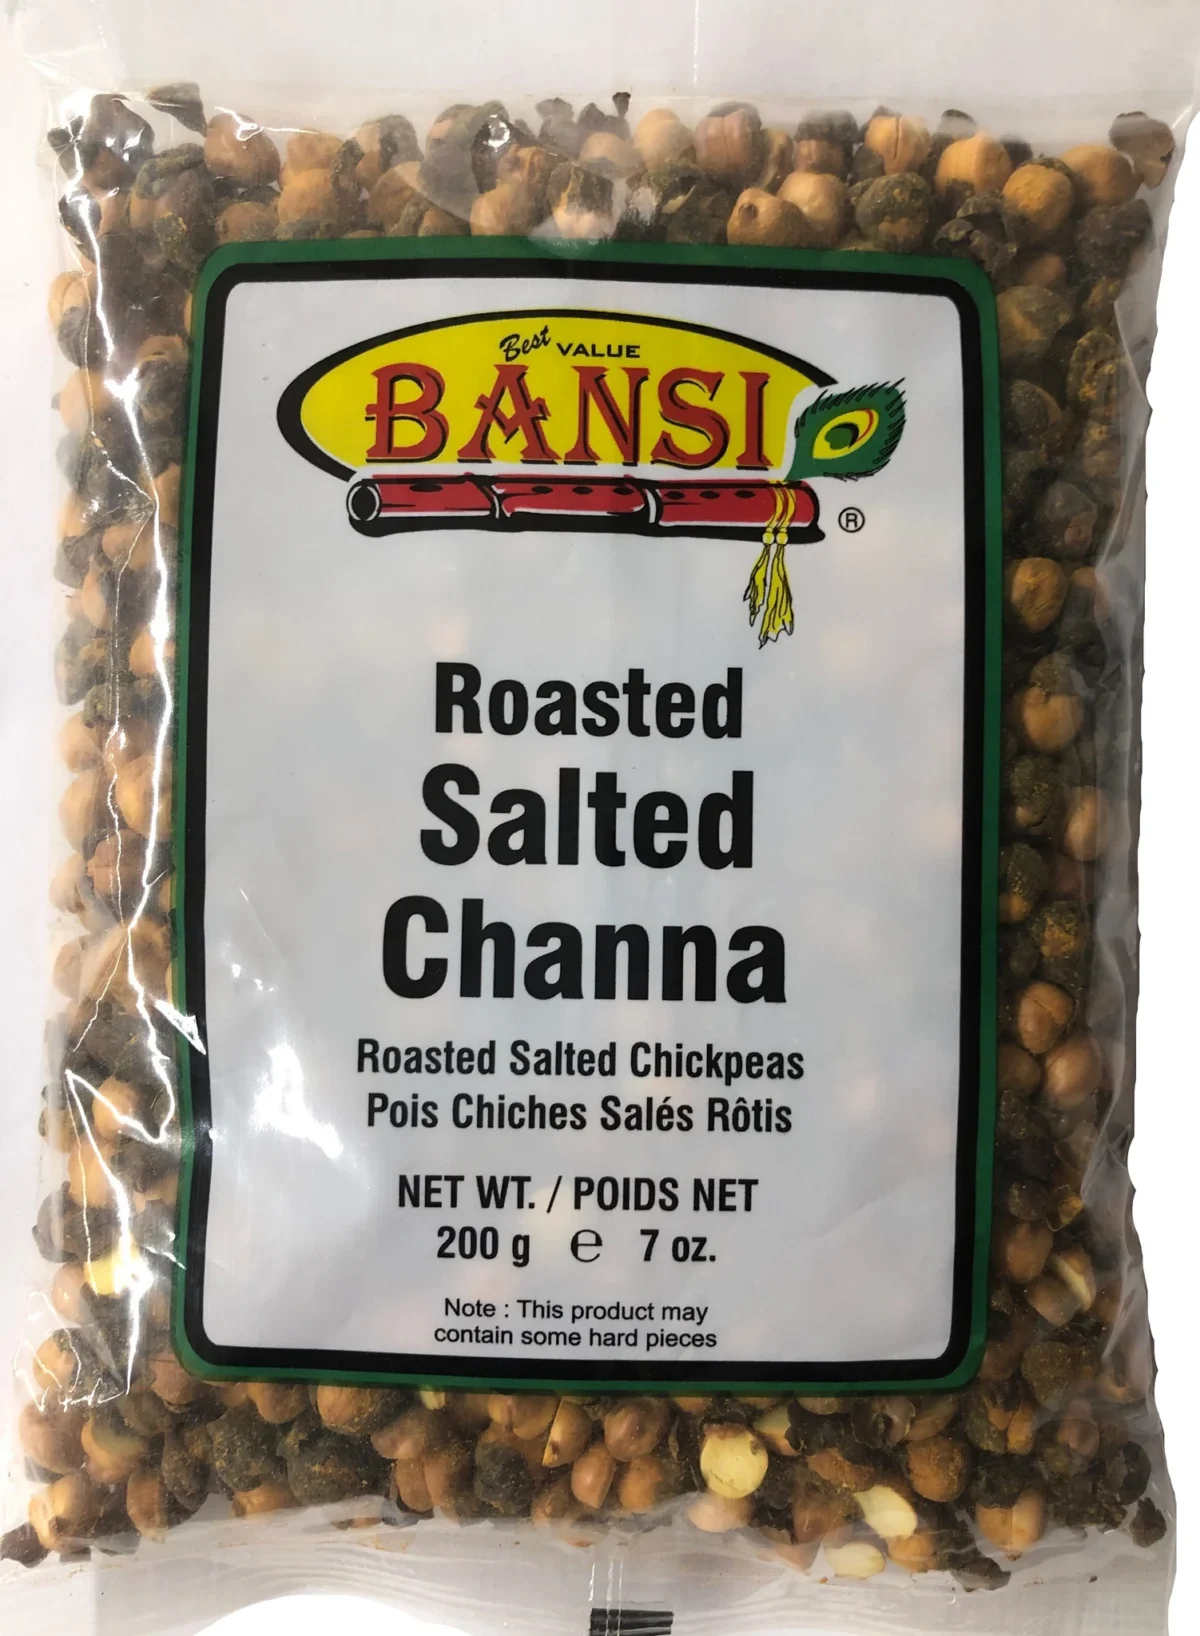 Best VALUE
BANSI
®
Roasted
Salted
Channa
Roasted Salted Chickpeas
Pois Chiches Salés Rôtis
NET WT. / POIDS NET
200 g ℮ 7 oz.
Note : This product may
contain some hard pieces